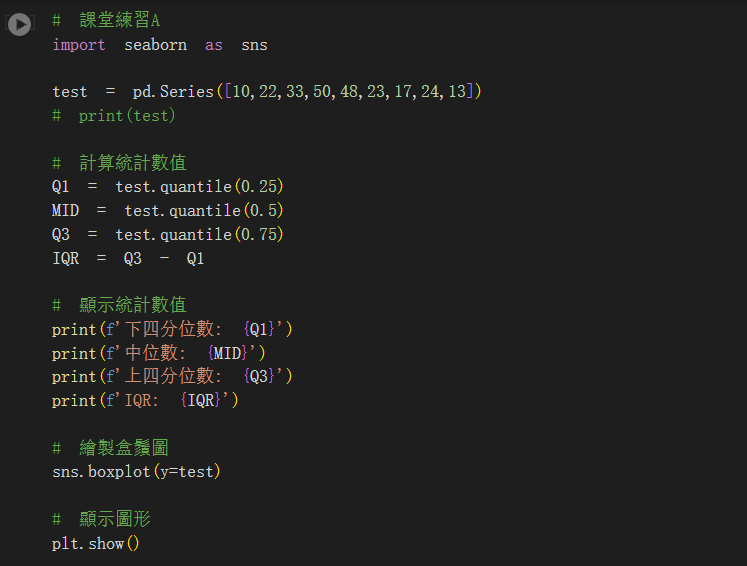 # 課堂練習A
import seaborn as sns
test = pd.Series([10,22,33,50,48,23,17,24,13])
# print(test)
# 計算統計數值
Q1 = test.quantile(0.25)
MID = test.quantile(0.5)
Q3 = test.quantile(0.75)
IQR = Q3 - Q1
# 顯示統計數值
print(f'下四分位數: {Q1}')
print(f'中位數: {MID}')
print(f'上四分位數: {Q3}')
print(f'IQR: {IQR}')
# 繪製盒鬚圖
sns.boxplot(y=test)
# 顯示圖形
plt.show()